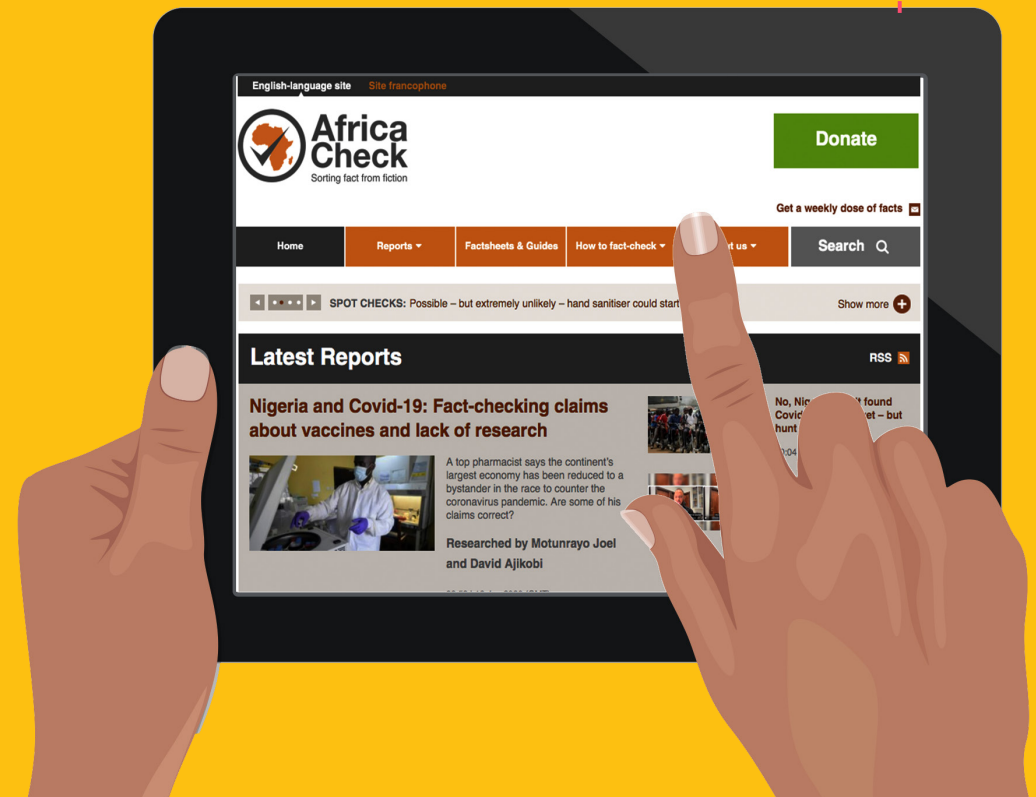 English-language site Site francophone
Africa
Check
Sorting fact from fiction
Donate
Get a weekly dose of facts
Home Reports Factsheets & Guides How to fact-check us Search
SPOT CHECKS: Possible – but extremely unlikely – hand sanitiser could start Show more
Latest Reports RSS
Nigeria and Covid-19: Fact-checking claims
about vaccines and lack of research
A top pharmacist says the continent's
largest economy has been reduced to a
bystander in the race to counter the
coronavirus pandemic. Are some of his
claims correct?
Researched by Motunrayo Joel
and David Ajikobi
No, found
but
hunt